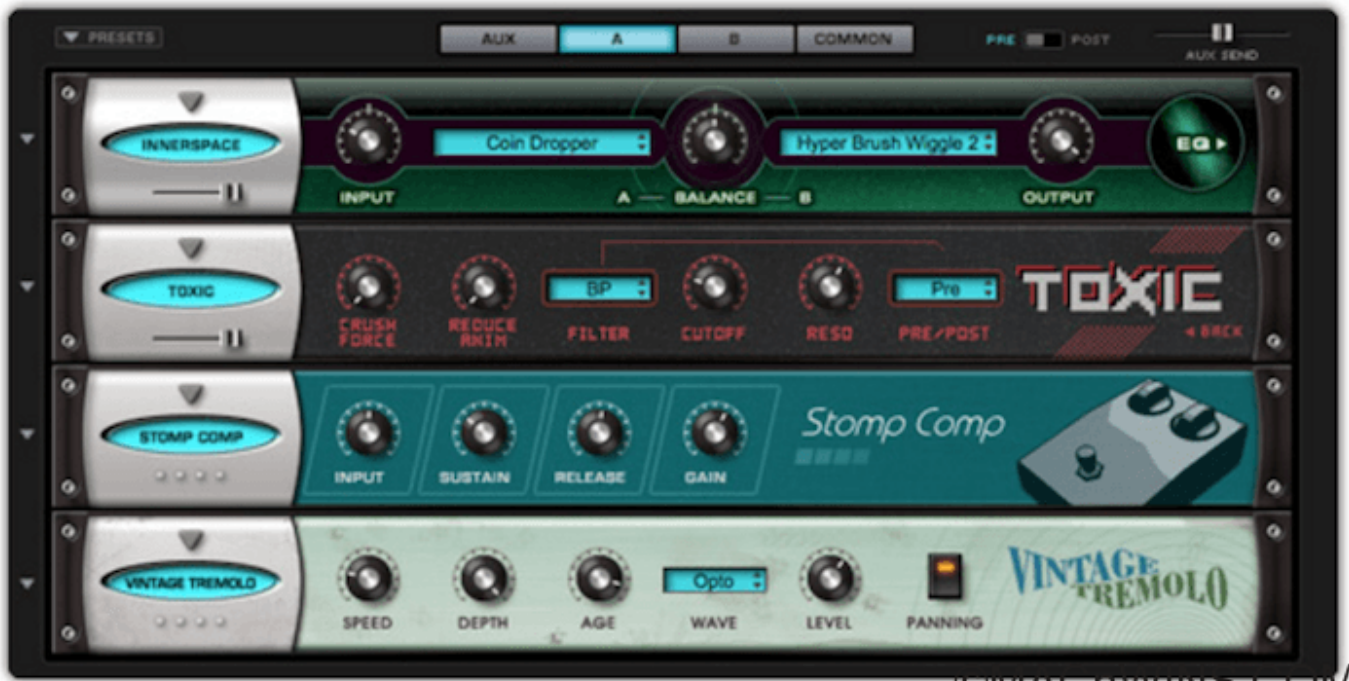 PRESETS
AUX A B COMMON
PRE POST
AUX SEND
INNERSPACE
Coin Dropper
Hyper Brush Wiggle 2
EG
INPUT
A BALANCE B
OUTPUT
TOXIC
BP
Pre
TOXIC
CRUSH FORCE
REDUCE ANIM
FILTER
CUTOFF
RESO
PRE/POST
BACK
STOMP COMP
Stomp Comp
INPUT
SUSTAIN
RELEASE
GAIN
VINTAGE TREMOLO
Opto
VINTAGE
TREMOLO
SPEED
DEPTH
AGE
WAVE
LEVEL
PANNING